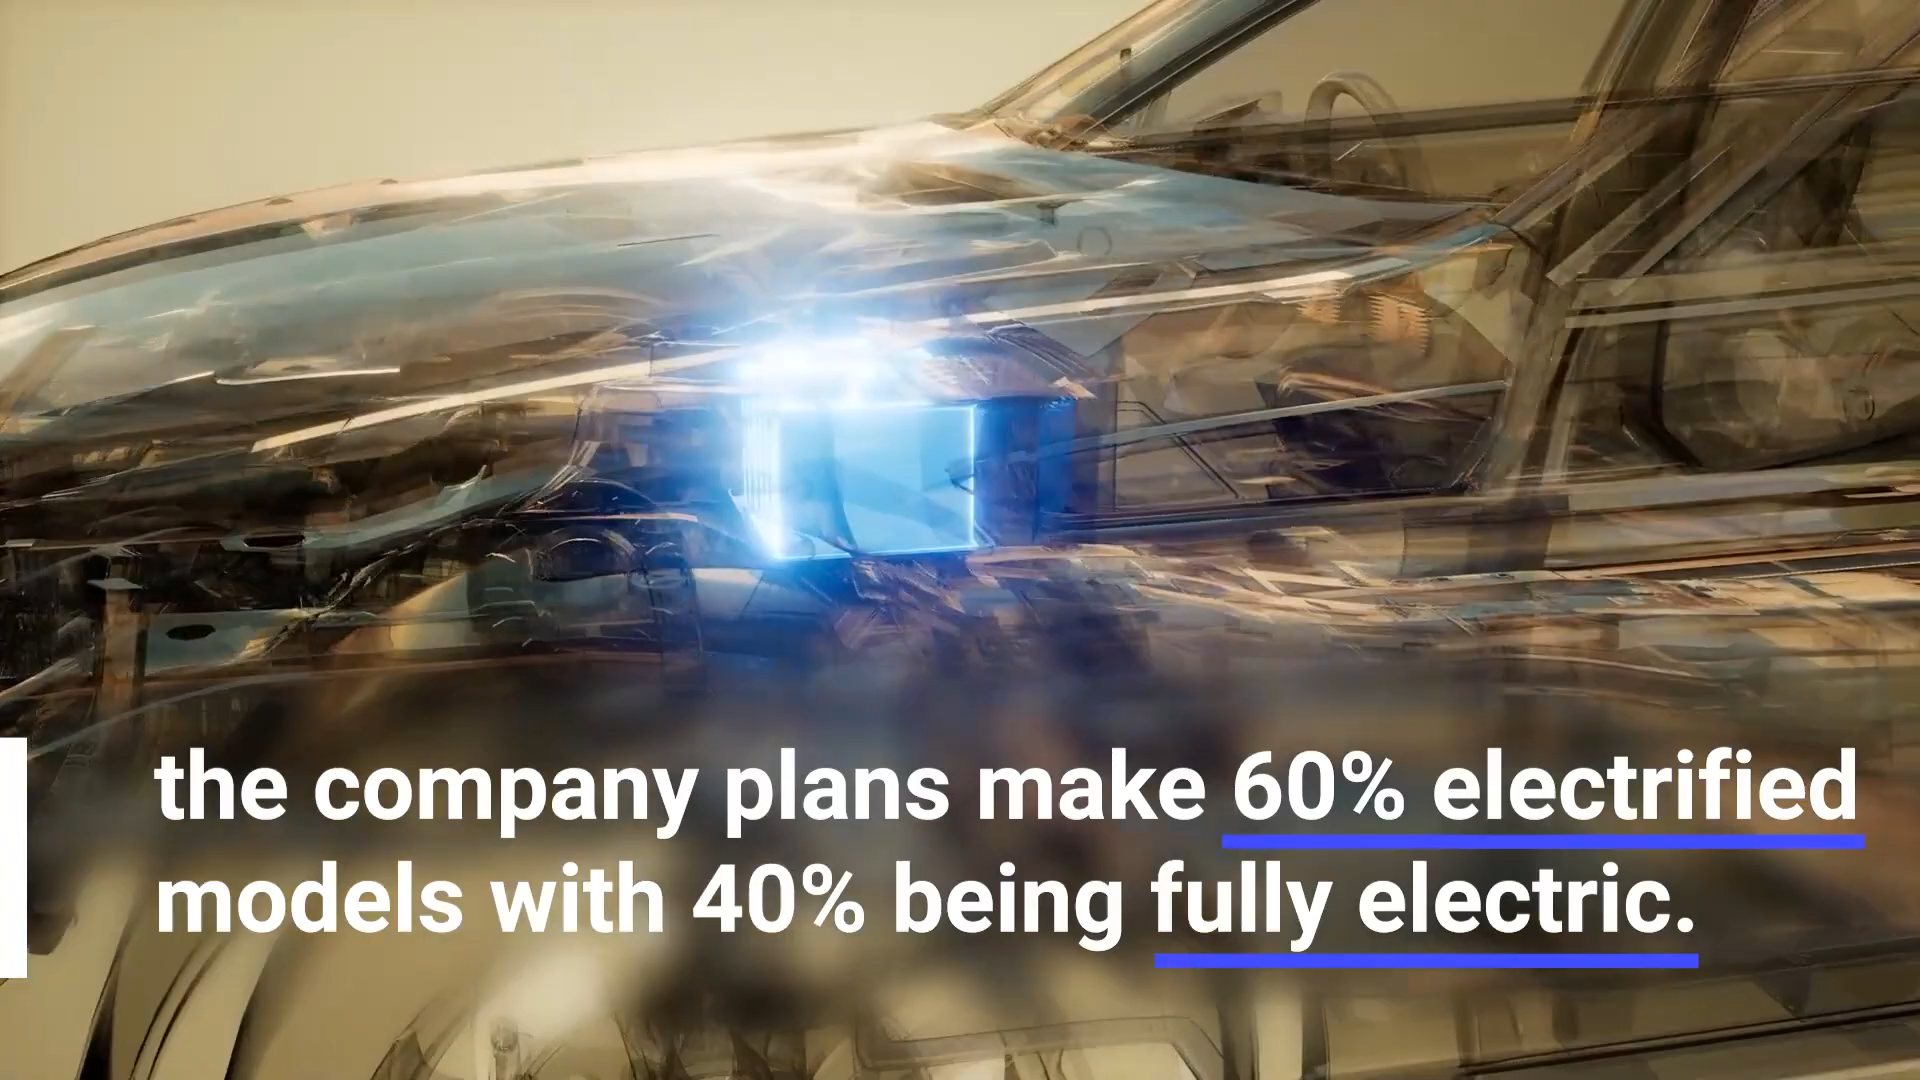 the company plans make 60% electrified
models with 40% being fully electric.